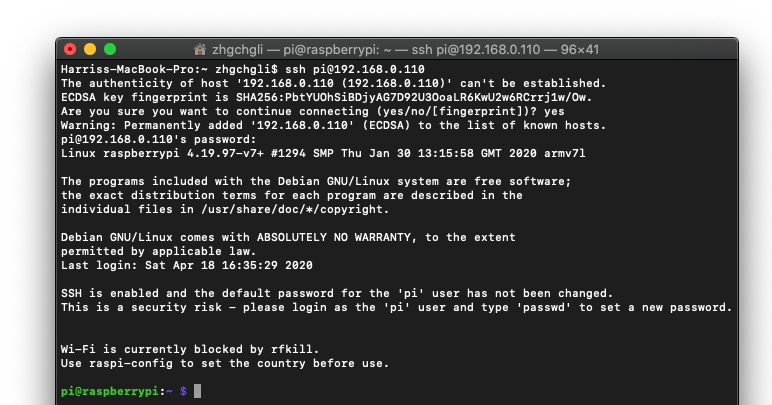 zhgchgli — pi@raspberrypi: ~ — ssh pi@192.168.0.110 — 96×41
Harriss-MacBook-Pro:~ zhgchgli$ ssh pi@192.168.0.110
The authenticity of host '192.168.0.110 (192.168.0.110)' can't be established.
ECDSA key fingerprint is SHA256:PbtYUOhSiBDjyAG7D92U3OoaLR6KwU2w6RCrrj1w/Ow.
Are you sure you want to continue connecting (yes/no/[fingerprint])? yes
Warning: Permanently added '192.168.0.110' (ECDSA) to the list of known hosts.
pi@192.168.0.110's password:
Linux raspberrypi 4.19.97-v7+ #1294 SMP Thu Jan 30 13:15:58 GMT 2020 armv7l
The programs included with the Debian GNU/Linux system are free software;
the exact distribution terms for each program are described in the
individual files in /usr/share/doc/*/copyright.
Debian GNU/Linux comes with ABSOLUTELY NO WARRANTY, to the extent
permitted by applicable law.
Last login: Sat Apr 18 16:35:29 2020
SSH is enabled and the default password for the 'pi' user has not been changed.
This is a security risk - please login as the 'pi' user and type 'passwd' to set a new password.
Wi-Fi is currently blocked by rfkill.
Use raspi-config to set the country before use.
pi@raspberrypi:~ $